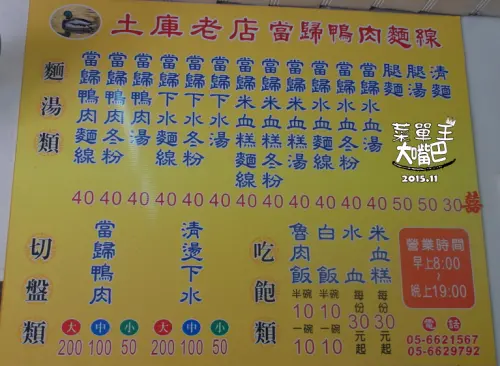 土庫老店 當歸鴨肉麵線
麵湯類
當歸鴨肉麵線 40
當歸鴨肉冬粉 40
當歸鴨肉湯 40
當歸下水麵線 40
當歸下水冬粉 40
當歸下水湯 40
當歸米血糕麵線 40
當歸米血糕冬粉 40
當歸米血糕湯 40
當歸水血麵線 40
當歸水血冬粉 40
當歸水血湯 40
腿麵 50
腿湯 50
清麵 30
菜單王
大嘴巴
2015.11
囍
切盤類
當歸鴨肉
大 中 小
200 100 50
清燙下水
大 中 小
200 100 50
吃飽類
魯肉飯 半碗10 一碗10
白飯 半碗10 一碗10
水血 每份30元起
米血糕 每份30元起
營業時間
早上8:00
~
晚上19:00
電話
05-6621567
05-6629792